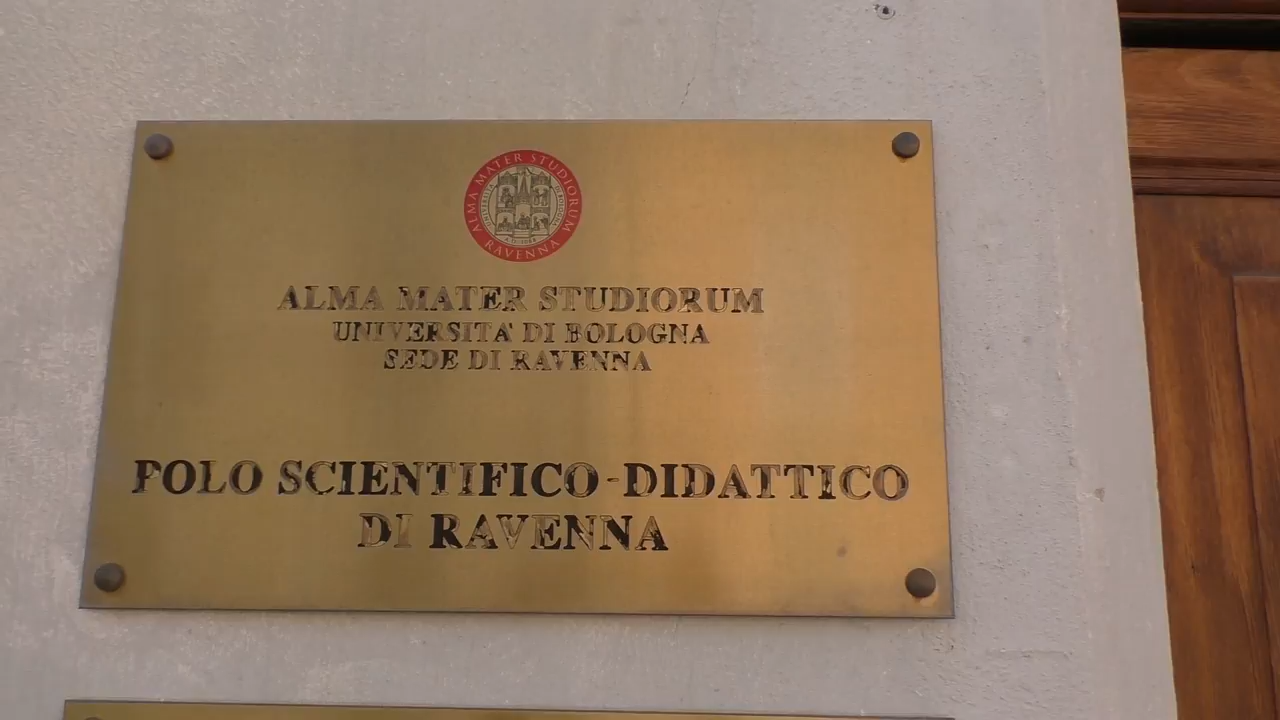 ALMA MATER STUDIORUM
RAVENNA
ALMA MATER STUDIORUM
UNIVERSITA' DI BOLOGNA
SEDE DI RAVENNA
POLO SCIENTIFICO-DIDATTICO
DI RAVENNA